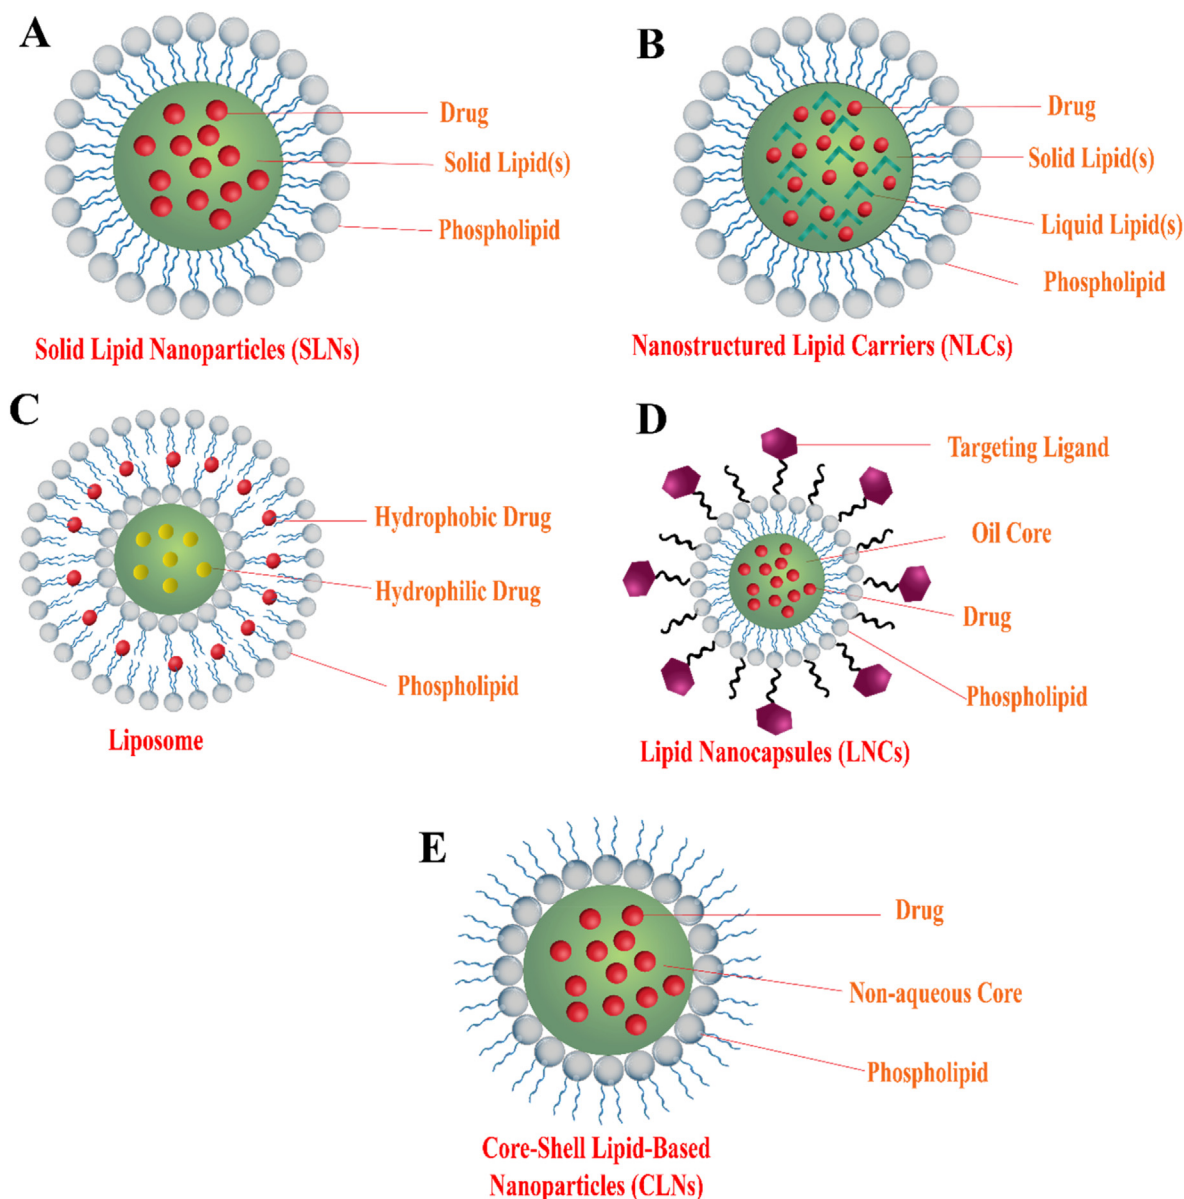 A
Drug
Solid Lipid(s)
Phospholipid
Solid Lipid Nanoparticles (SLNs)
B
Drug
Solid Lipid(s)
Liquid Lipid(s)
Phospholipid
Nanostructured Lipid Carriers (NLCs)
C
Hydrophobic Drug
Hydrophilic Drug
Phospholipid
Liposome
D
Targeting Ligand
Oil Core
Drug
Phospholipid
Lipid Nanocapsules (LNCs)
E
Drug
Non-aqueous Core
Phospholipid
Core-Shell Lipid-Based
Nanoparticles (CLNs)